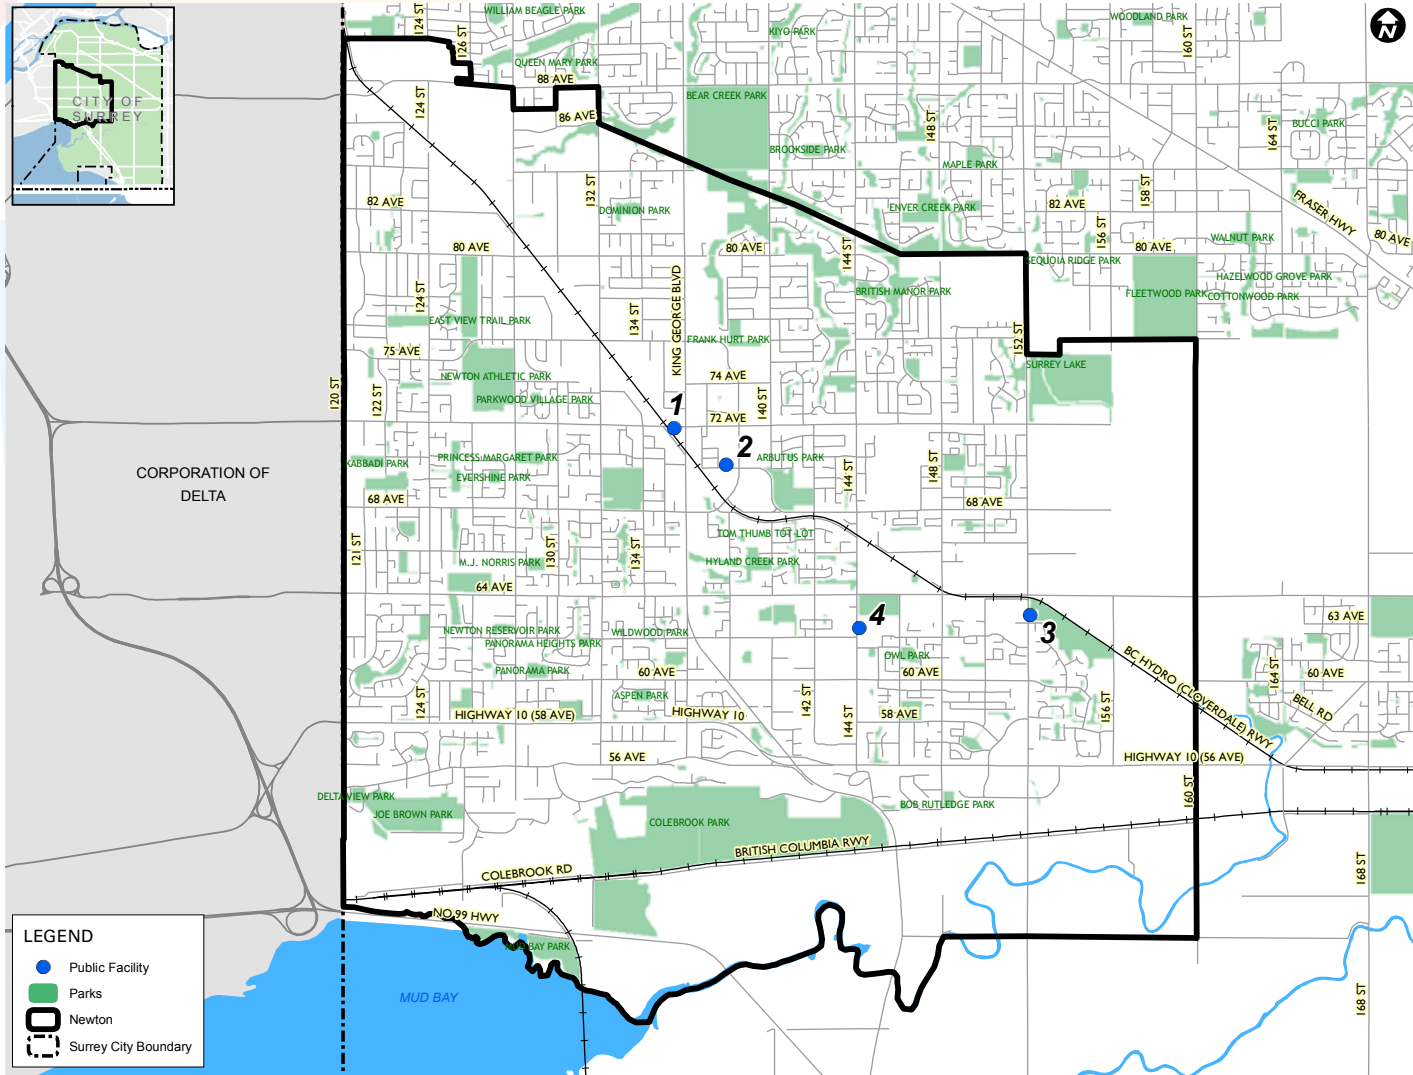 WILLIAM BEAGLE PARK
WOODLAND PARK
124 ST
126 ST
KIYO PARK
160 ST
N
QUEEN MARY PARK
88 AVE
CITY OF
SURREY
124 ST
BEAR CREEK PARK
86 AVE
148 ST
164 ST
BUCCI PARK
BROOKSIDE PARK
MAPLE PARK
132 ST
158 ST
82 AVE
DOMINION PARK
ENVER CREEK PARK
82 AVE
FRASER HWY
156 ST
WALNUT PARK
80 AVE
80 AVE
80 AVE
144 ST
80 AVE
SEQUOIA RIDGE PARK
KING GEORGE BLVD
HAZELWOOD GROVE PARK
124 ST
BRITISH MANOR PARK
FLEETWOOD PARK
COTTONWOOD PARK
EAST VIEW TRAIL PARK
134 ST
FRANK HURT PARK
152 ST
75 AVE
SURREY LAKE
NEWTON ATHLETIC PARK
74 AVE
120 ST
122 ST
PARKWOOD VILLAGE PARK
140 ST
1
72 AVE
2
CORPORATION OF
DELTA
KABBADI PARK
PRINCESS MARGARET PARK
ARBUTUS PARK
EVERSHINE PARK
144 ST
148 ST
68 AVE
68 AVE
121 ST
130 ST
134 ST
TOM THUMB TOT-LOT
M.J. NORRIS PARK
HYLAND CREEK PARK
64 AVE
4
3
63 AVE
NEWTON RESERVOIR PARK
WILDWOOD PARK
PANORAMA HEIGHTS PARK
OWL PARK
BC HYDRO (CLOVERDALE) RWY
PANORAMA PARK
60 AVE
60 AVE
164 ST
60 AVE
124 ST
ASPEN PARK
142 ST
144 ST
156 ST
BELL RD
HIGHWAY 10 (58 AVE)
HIGHWAY 10
58 AVE
56 AVE
HIGHWAY 10 (56 AVE)
160 ST
DELTA VIEW PARK
JOE BROWN PARK
COLEBROOK PARK
BOB RUTLEDGE PARK
BRITISH COLUMBIA RWY
COLEBROOK RD
168 ST
NO 99 HWY
MUD BAY PARK
MUD BAY
168 ST
LEGEND
Public Facility
Parks
Newton
Surrey City Boundary